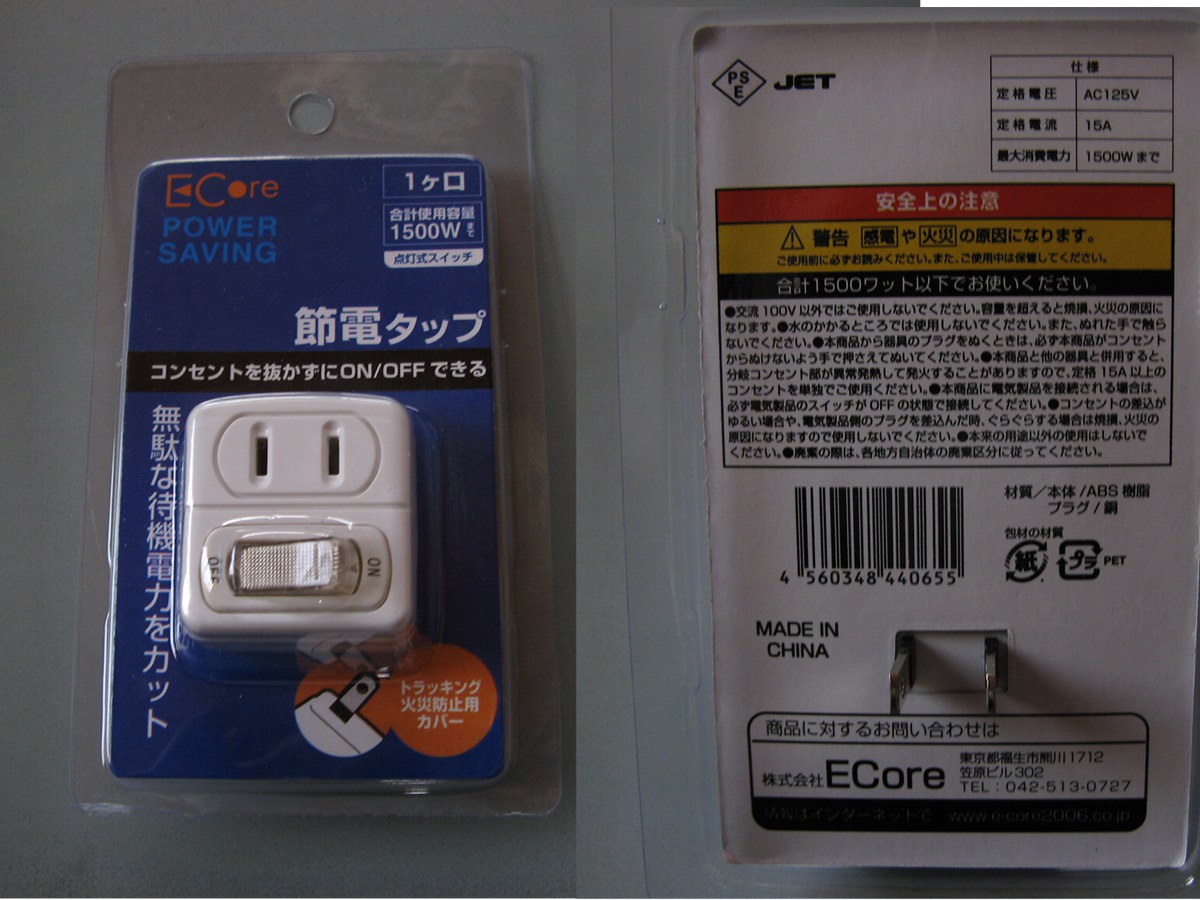 ECore
POWER
SAVING
1ヶ口
合計使用容量
1500Wまで
点灯式スイッチ
節電タップ
コンセントを抜かずにON/OFFできる
無駄な待機電力をカット
OFF
ON
トラッキング
火災防止用
カバー
PS
E
JET
仕様
定格電圧 AC125V
定格電流 15A
最大消費電力 1500Wまで
安全上の注意
警告 感電や火災の原因になります。
ご使用前に必ずお読みください。また、ご使用中は保管してください。
合計1500ワット以下でお使いください。
●交流100V以外ではご使用しないでください。容量を超えると焼損、火災の原因に
なります。●水のかかるところでは使用しないでください。また、ぬれた手で触ら
ないでください。●本商品から器具のプラグをぬくときは、必ず本商品がコンセント
からぬけないよう手で押さえてぬいてください。●本商品と他の器具と併用すると、
分岐コンセント部が異常発熱して発火することがありますので、定格15A以上の
コンセントを単独でご使用ください。●本商品に電気製品を接続される場合は、
必ず電気製品のスイッチがOFFの状態で接続してください。●コンセントの差込が
ゆるい場合や、電気製品側のプラグを差込んだ時、ぐらぐらする場合は焼損、火災の
原因になりますので使用しないでください。●本来の用途以外の使用はしないで
ください。●廃棄の際は、各地方自治体の廃棄区分に従ってください。
材質／本体/ABS樹脂
プラグ/銅
包材の材質
紙 プラ PET
4 560348 440655
MADE IN
CHINA
商品に対するお問い合わせは
株式会社ECore
東京都福生市熊川1712
笠原ビル302
TEL：042-513-0727
情報はインターネットで www.e-core2006.co.jp